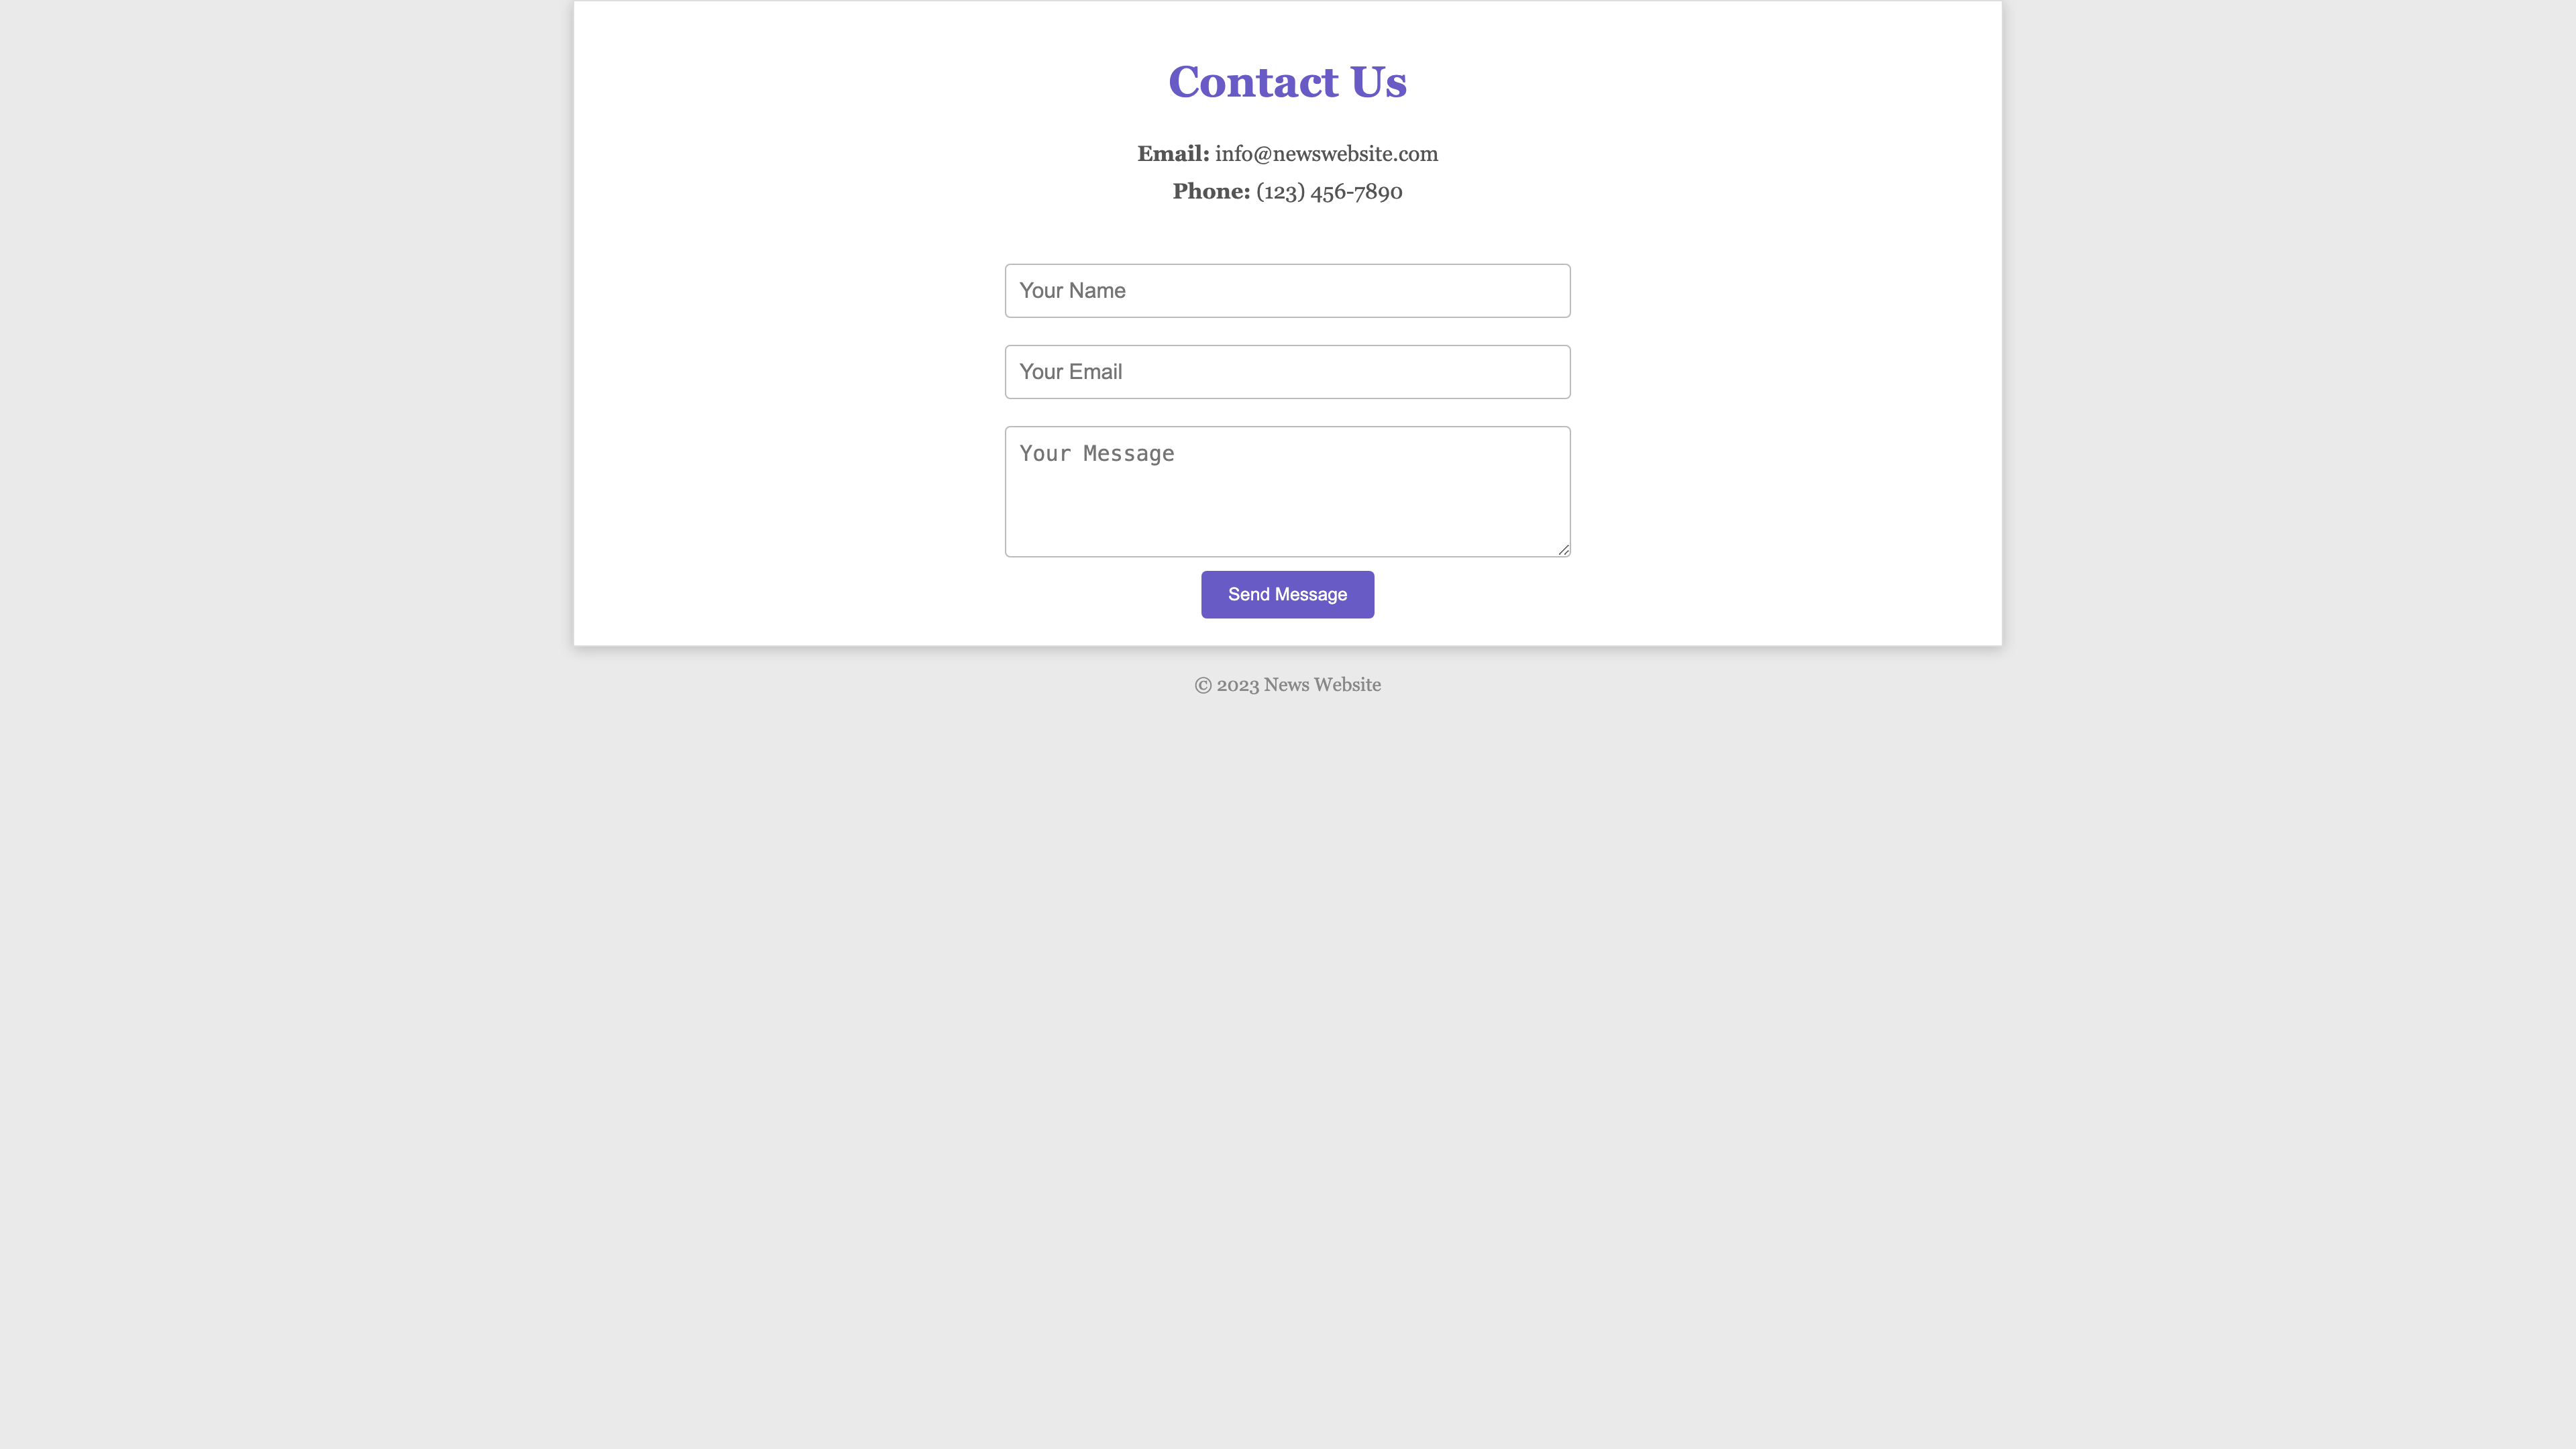 Contact Us
Email: info@newswebsite.com
Phone: (123) 456-7890
Your Name
Your Email
Your Message
Send Message
© 2023 News Website